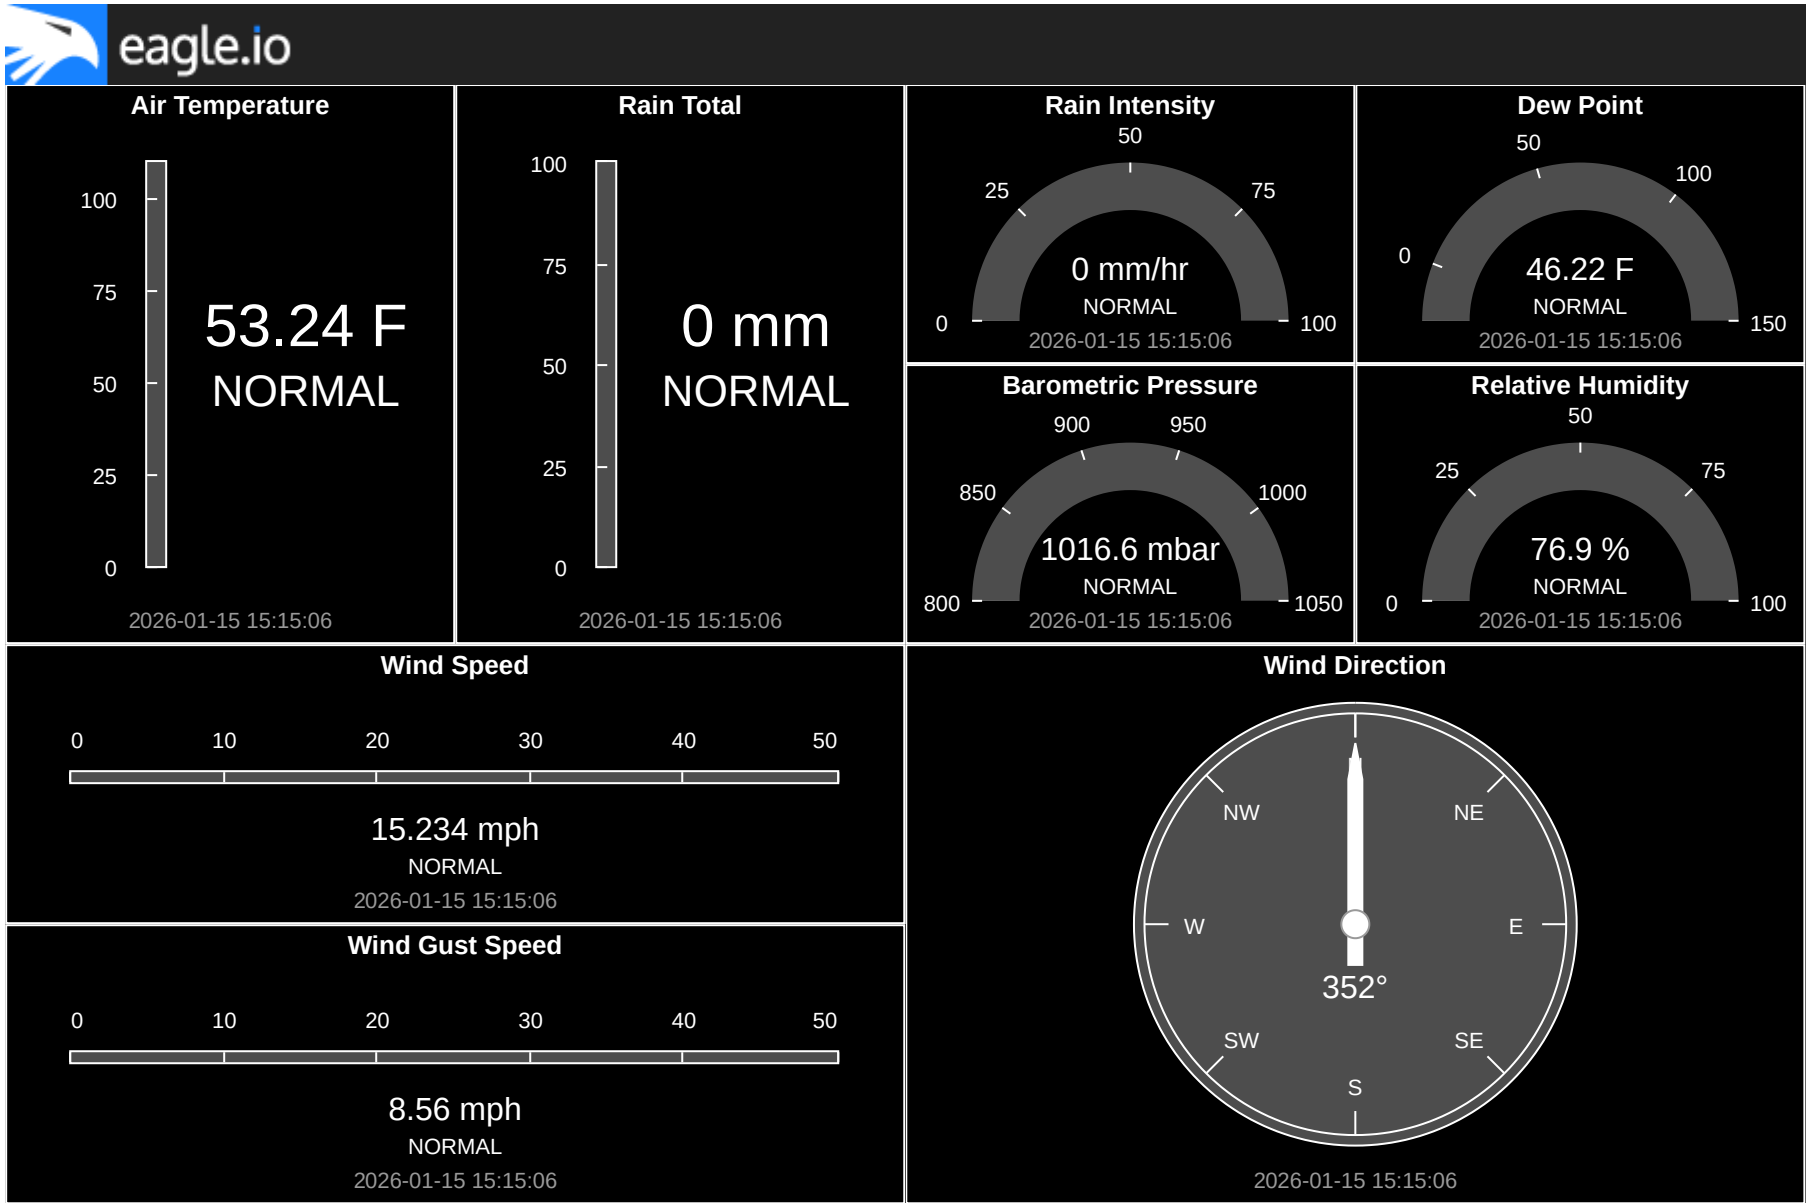 eagle.io
Air Temperature
100
75
50
25
0
53.24 F
NORMAL
2026-01-15 15:15:06
Rain Total
100
75
50
25
0
0 mm
NORMAL
2026-01-15 15:15:06
Rain Intensity
50
25
75
0
100
0 mm/hr
NORMAL
2026-01-15 15:15:06
Dew Point
50
100
0
150
46.22 F
NORMAL
2026-01-15 15:15:06
Barometric Pressure
900
950
850
1000
800
1050
1016.6 mbar
NORMAL
2026-01-15 15:15:06
Relative Humidity
50
25
75
0
100
76.9 %
NORMAL
2026-01-15 15:15:06
Wind Speed
0 10 20 30 40 50
15.234 mph
NORMAL
2026-01-15 15:15:06
Wind Gust Speed
0 10 20 30 40 50
8.56 mph
NORMAL
2026-01-15 15:15:06
Wind Direction
NW NE
W E
352°
SW SE
S
2026-01-15 15:15:06